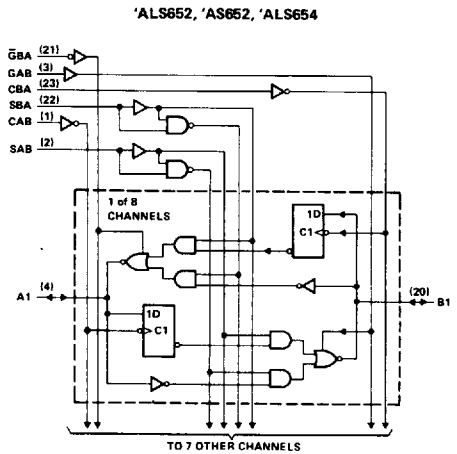 'ALS652, 'AS652, 'ALS654
G̅BA (21)
GAB (3)
CBA (23)
SBA (22)
CAB (1)
SAB (2)
1 of 8
CHANNELS
1D
C1
(4)
A1
(20)
B1
1D
C1
TO 7 OTHER CHANNELS